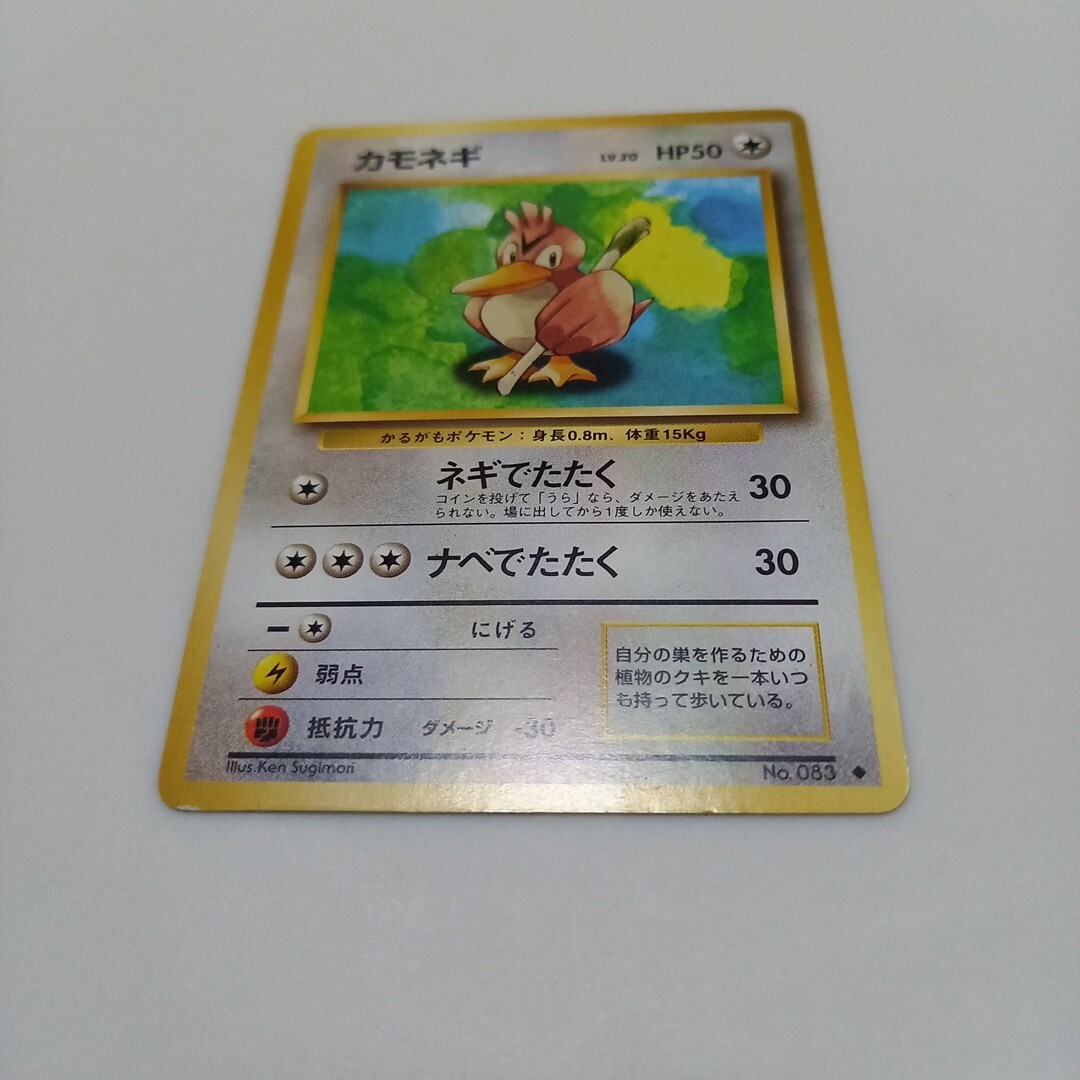 カモネギ LV.20 HP50
かるがもポケモン：身長0.8m、体重15Kg
ネギでたたく 30
コインを投げて「うら」なら、ダメージをあたえ
られない。場に出してから1度しか使えない。
ナベでたたく 30
にげる
弱点
抵抗力 ダメージ -30
自分の巣を作るための
植物のクキを一本いつ
も持って歩いている。
Illus.Ken Sugimori
No.083